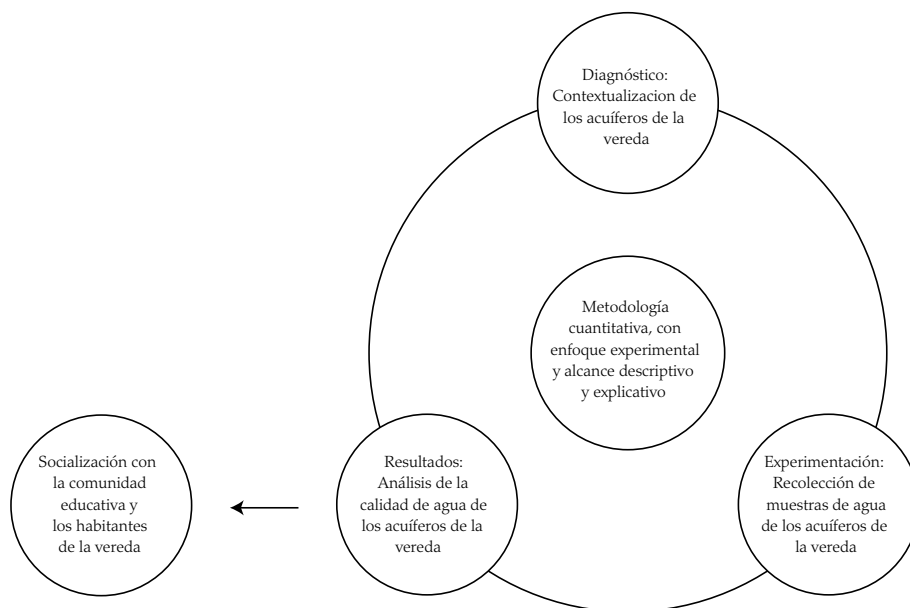 Diagnóstico:
Contextualizacion de
los acuíferos de la
vereda
Metodología
cuantitativa, con
enfoque experimental
y alcance descriptivo
y explicativo
Socialización con
la comunidad
educativa y
los habitantes
de la vereda
Resultados:
Análisis de la
calidad de agua de
los acuíferos de la
vereda
Experimentación:
Recolección de
muestras de agua
de los acuíferos de
la vereda